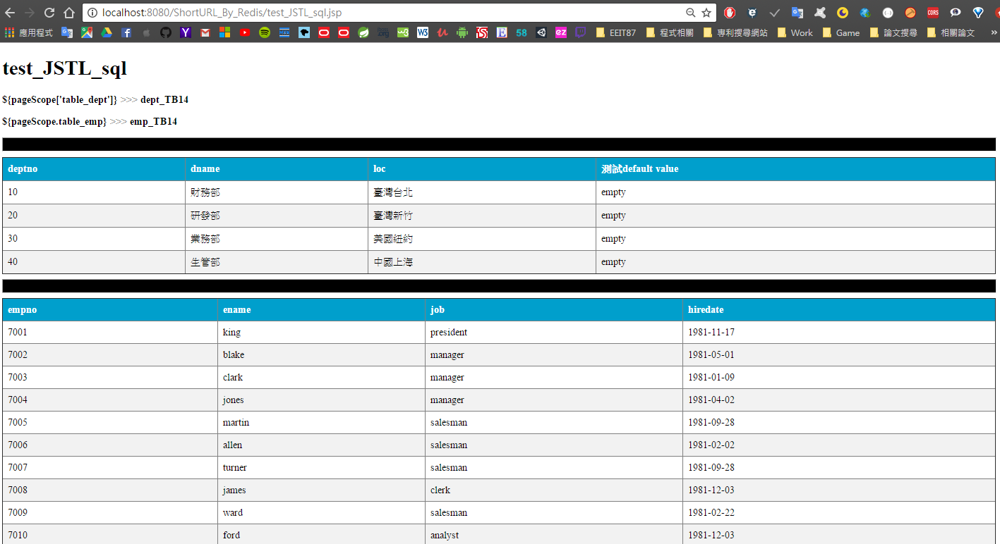 localhost:8080/ShortURL_By_Redis/test_JSTL_sql.jsp
應用程式 EEIT87 程式相關 專利搜尋網站 Work Game 論文搜尋 相關論文 »
test_JSTL_sql
${pageScope['table_dept']} >>> dept_TB14
${pageScope.table_emp} >>> emp_TB14
deptno dname loc 測試default value
10 財務部 臺灣台北 empty
20 研發部 臺灣新竹 empty
30 業務部 美國紐約 empty
40 生管部 中國上海 empty
empno ename job hiredate
7001 king president 1981-11-17
7002 blake manager 1981-05-01
7003 clark manager 1981-01-09
7004 jones manager 1981-04-02
7005 martin salesman 1981-09-28
7006 allen salesman 1981-02-02
7007 turner salesman 1981-09-28
7008 james clerk 1981-12-03
7009 ward salesman 1981-02-22
7010 ford analyst 1981-12-03